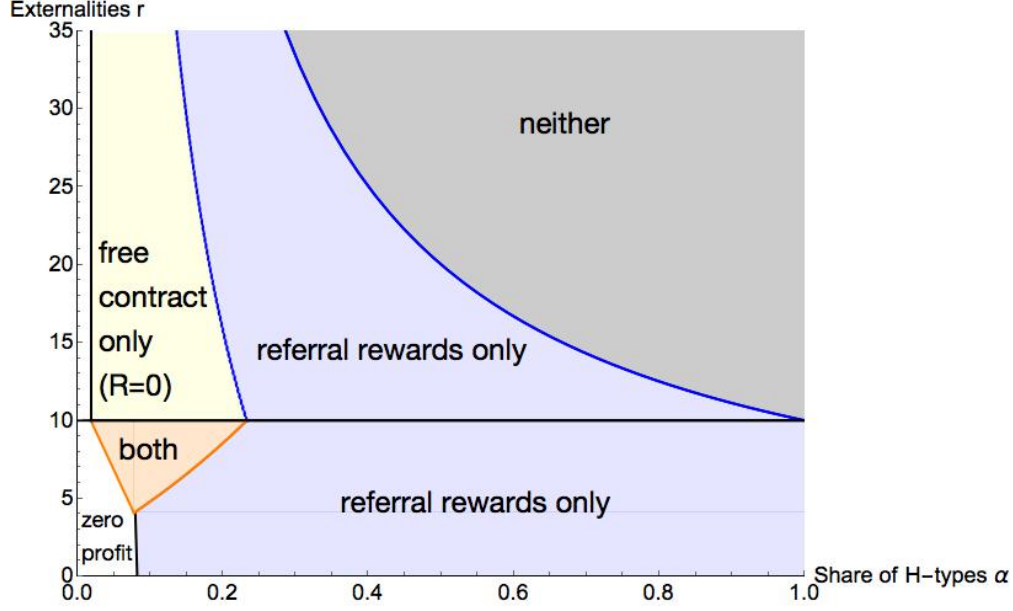 Externalities r
35
30
neither
25
20
free
contract
only
(R=0)
15
referral rewards only
10
both
5
referral rewards only
zero
profit
0
0.0
0.2
0.4
0.6
0.8
1.0
Share of H−types α